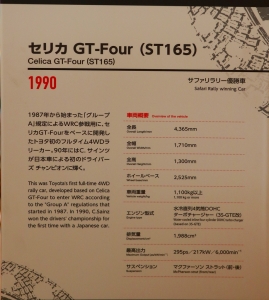 セリカ GT-Four (ST165)
Celica GT-Four (ST165)
1990
サファリラリー優勝車
Safari Rally winning Car
1987年から始まった「グループ
A」規定によるWRC参戦用に、セ
リカGT-Fourをベースに開発し
たトヨタ初のフルタイム4WDラ
リーカー。90年には C. サインツ
が日本車による初のドライバー
ズ チャンピオンに輝く。
This was Toyota's first full-time 4WD
rally car, developed based on Celica
GT-Four to enter WRC according
to the "Group A" regulations that
started in 1987. In 1990, C.Sainz
won the drivers' championship for
the first time with a Japanese car.
車両概要 Overview of the vehicle
全長 4,365mm
Overall Length
全幅 1,710mm
全高 1,300mm
ホイールベース 2,525mm
車両重量 1,100kg以上
1,100kg or more
エンジン型式 水冷直列4気筒DOHC
ターボチャージャー (3S-GTE改)
排気量 1,998cm³
最高出力 295ps / 217kW / 6,000min⁻¹
サスペンション マクファーソン ストラット (前・後)